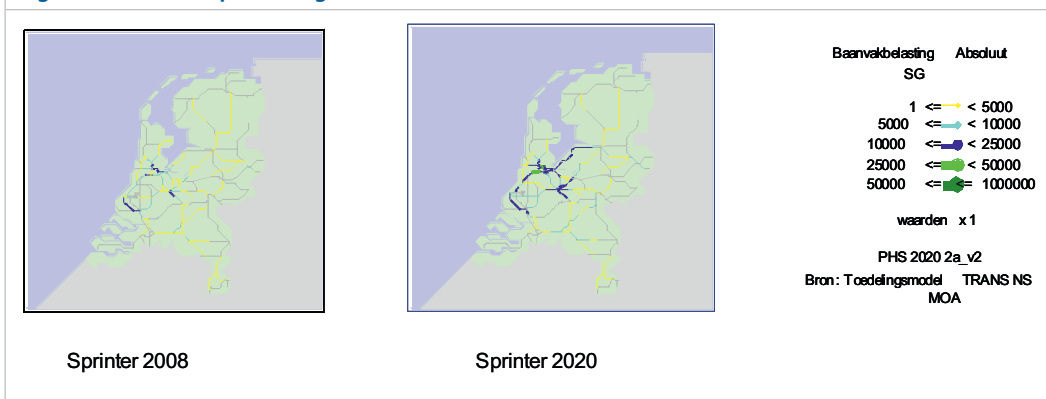 Sprinter 2008
Sprinter 2020
Baanvakbelasting Absoluut
SG
1 <= < 5000
5000 <= < 10000
10000 <= < 25000
25000 <= < 50000
50000 <= <= 1000000
waarden x 1
PHS 2020 2a_v2
Bron: Toedelingsmodel TRANS NS
MOA